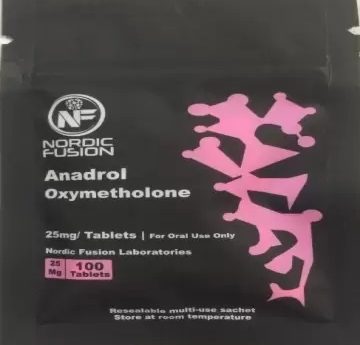 NF
NORDIC
FUSION
Anadrol
Oxymetholone
25mg/ Tablets | For Oral Use Only
Nordic Fusion Laboratories
25 Mg 100 Tablets
Resealable multi-use sachet
Store at room temperature